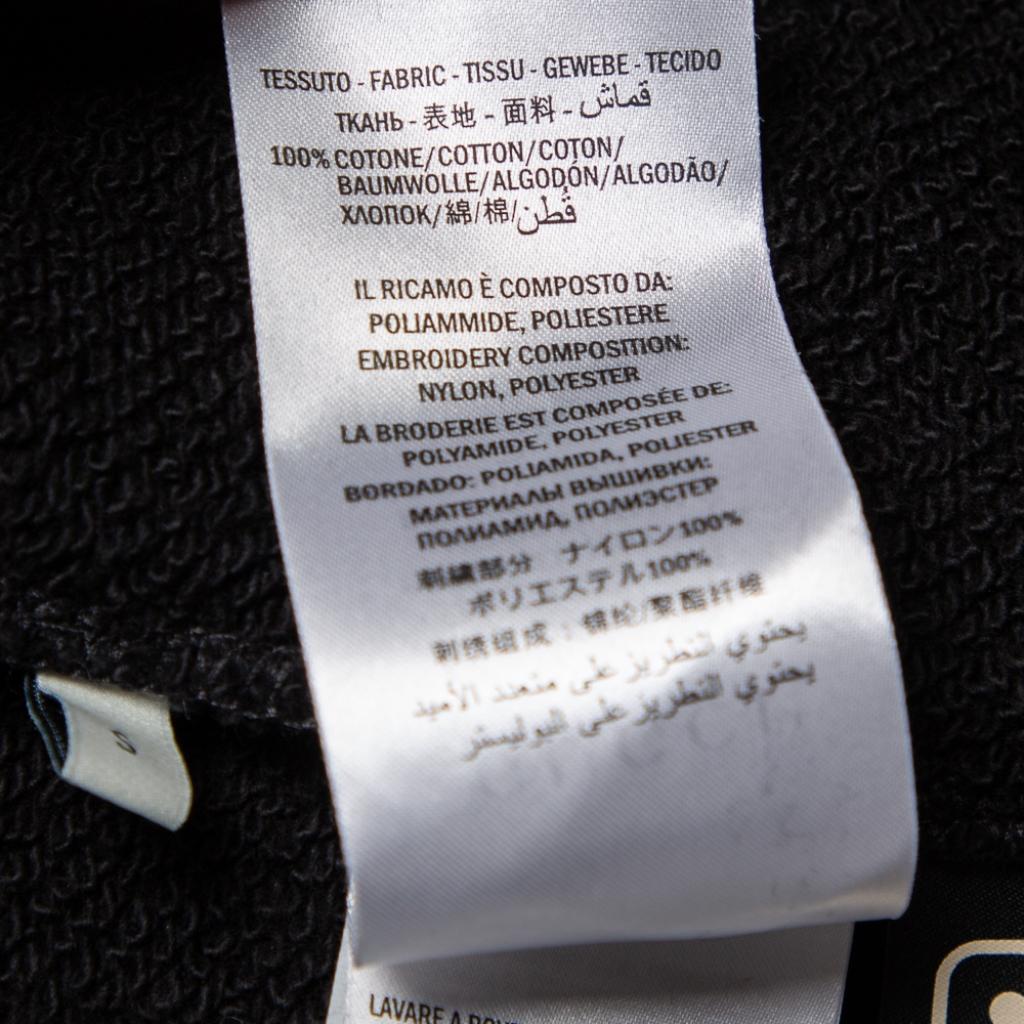 TESSUTO - FABRIC - TISSU - GEWEBE - TECIDO
ТКАНЬ - 表地 - 面料 - قماش
100% COTONE/COTTON/COTON/
BAUMWOLLE/ALGODÓN/ALGODÃO/
ХЛОПОК/綿/棉/قطن
IL RICAMO È COMPOSTO DA:
POLIAMMIDE, POLIESTERE
EMBROIDERY COMPOSITION:
NYLON, POLYESTER
LA BRODERIE EST COMPOSÉE DE:
POLYAMIDE, POLYESTER
BORDADO: POLIAMIDA, POLIESTER
МАТЕРИАЛЫ ВЫШИВКИ:
ПОЛИАМИД, ПОЛИЭСТЕР
刺繍部分 ナイロン100%
ポリエステル100%
刺绣组成：锦纶/聚酯纤维
يحتوي التطريز على متعدد الأميد
يحتوي التطريز على البوليستر
S
LAVARE A